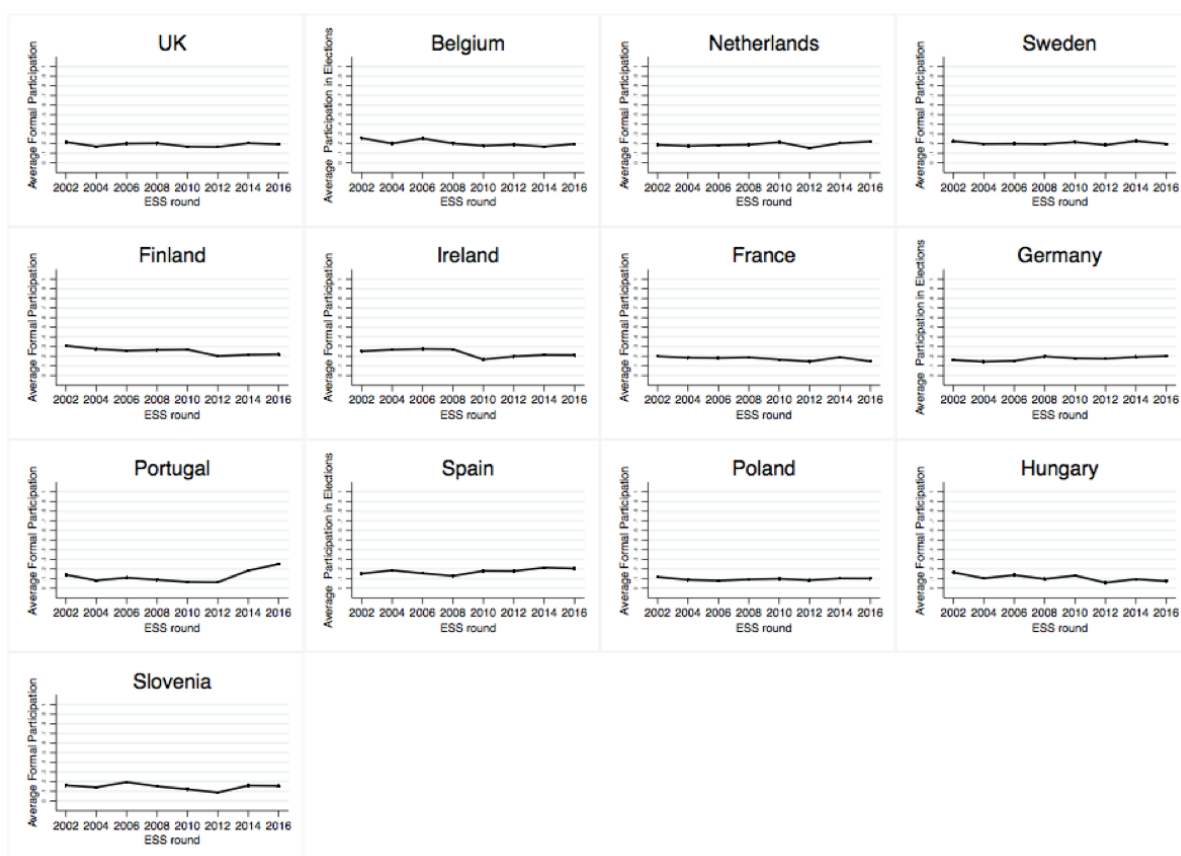 UK
Average Formal Participation
2002 2004 2006 2008 2010 2012 2014 2016
ESS round
Belgium
Average Participation in Elections
2002 2004 2006 2008 2010 2012 2014 2016
ESS round
Netherlands
Average Formal Participation
2002 2004 2006 2008 2010 2012 2014 2016
ESS round
Sweden
Average Formal Participation
2002 2004 2006 2008 2010 2012 2014 2016
ESS round
Finland
Average Formal Participation
2002 2004 2006 2008 2010 2012 2014 2016
ESS round
Ireland
Average Formal Participation
2002 2004 2006 2008 2010 2012 2014 2016
ESS round
France
Average Formal Participation
2002 2004 2006 2008 2010 2012 2014 2016
ESS round
Germany
Average Participation in Elections
2002 2004 2006 2008 2010 2012 2014 2016
ESS round
Portugal
Average Formal Participation
2002 2004 2006 2008 2010 2012 2014 2016
ESS round
Spain
Average Participation in Elections
2002 2004 2006 2008 2010 2012 2014 2016
ESS round
Poland
Average Formal Participation
2002 2004 2006 2008 2010 2012 2014 2016
ESS round
Hungary
Average Formal Participation
2002 2004 2006 2008 2010 2012 2014 2016
ESS round
Slovenia
Average Formal Participation
2002 2004 2006 2008 2010 2012 2014 2016
ESS round